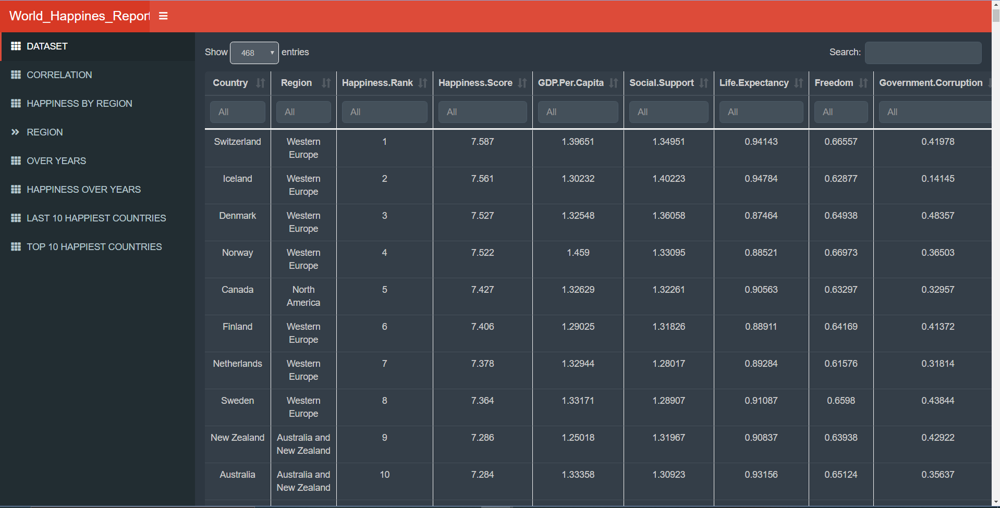 World_Happines_Report
DATASET
CORRELATION
HAPPINESS BY REGION
REGION
OVER YEARS
HAPPINESS OVER YEARS
LAST 10 HAPPIEST COUNTRIES
TOP 10 HAPPIEST COUNTRIES
Show 468 entries Search:
Country Region Happiness.Rank Happiness.Score GDP.Per.Capita Social.Support Life.Expectancy Freedom Government.Corruption
All All All All All All All All All
Switzerland Western Europe 1 7.587 1.39651 1.34951 0.94143 0.66557 0.41978
Iceland Western Europe 2 7.561 1.30232 1.40223 0.94784 0.62877 0.14145
Denmark Western Europe 3 7.527 1.32548 1.36058 0.87464 0.64938 0.48357
Norway Western Europe 4 7.522 1.459 1.33095 0.88521 0.66973 0.36503
Canada North America 5 7.427 1.32629 1.32261 0.90563 0.63297 0.32957
Finland Western Europe 6 7.406 1.29025 1.31826 0.88911 0.64169 0.41372
Netherlands Western Europe 7 7.378 1.32944 1.28017 0.89284 0.61576 0.31814
Sweden Western Europe 8 7.364 1.33171 1.28907 0.91087 0.6598 0.43844
New Zealand Australia and New Zealand 9 7.286 1.25018 1.31967 0.90837 0.63938 0.42922
Australia Australia and New Zealand 10 7.284 1.33358 1.30923 0.93156 0.65124 0.35637